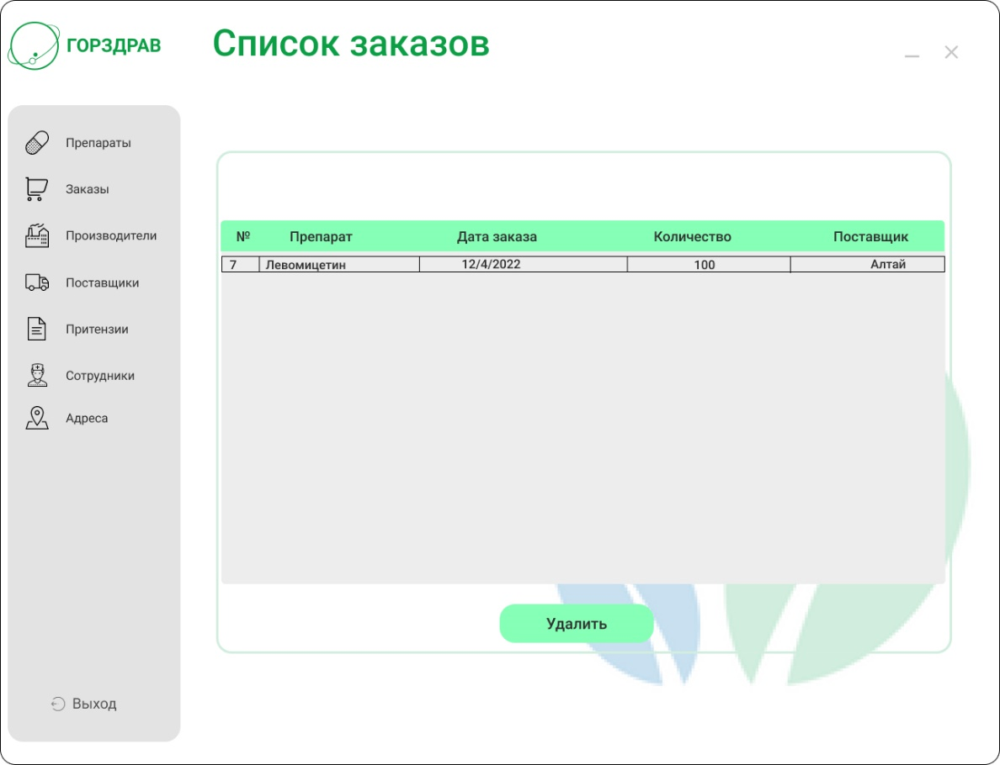 ГОРЗДРАВ
Список заказов
Препараты
Заказы
Производители
Поставщики
Притензии
Сотрудники
Адреса
Выход
№ Препарат Дата заказа Количество Поставщик
7 Левомицетин 12/4/2022 100 Алтай
Удалить